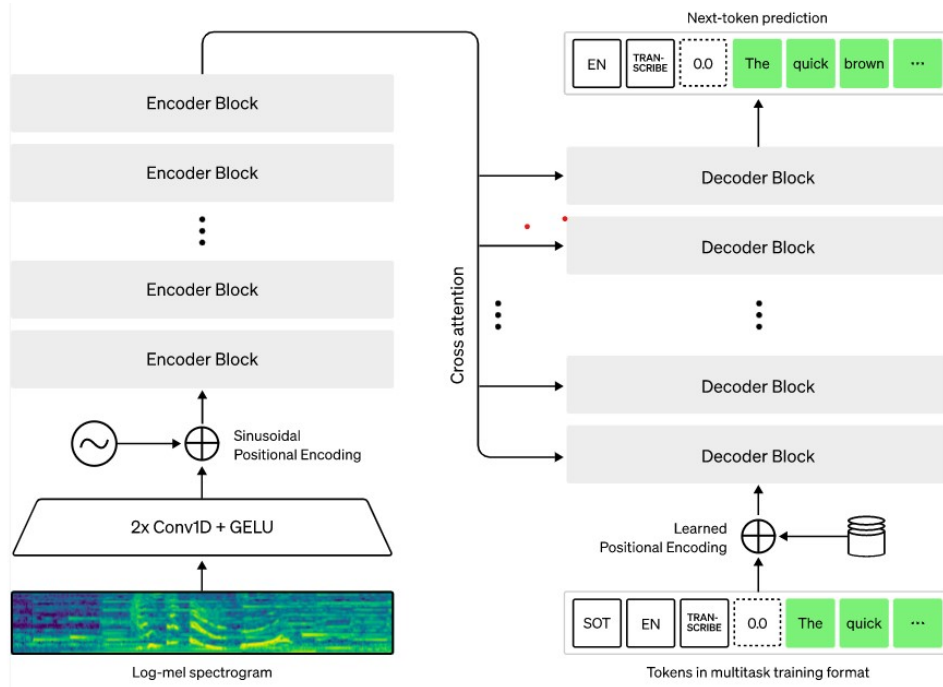 Next-token prediction
EN
TRAN-
SCRIBE
0.0
The
quick
brown
...
Encoder Block
Encoder Block
Encoder Block
Encoder Block
Cross attention
Decoder Block
Decoder Block
Decoder Block
Decoder Block
Sinusoidal
Positional Encoding
2x Conv1D + GELU
Learned
Positional Encoding
SOT
EN
TRAN-
SCRIBE
0.0
The
quick
...
Log-mel spectrogram
Tokens in multitask training format